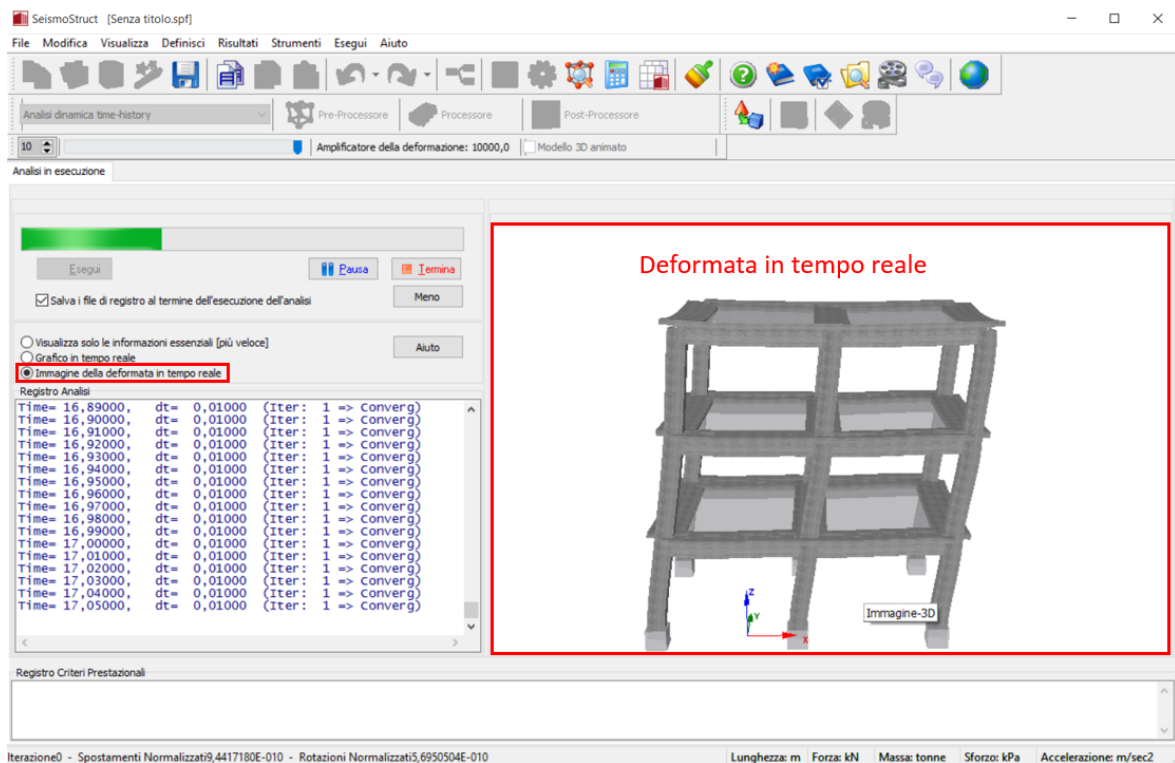 SeismoStruct [Senza titolo.spf]
File Modifica Visualizza Definisci Risultati Strumenti Esegui Aiuto
Analisi dinamica time-history
Pre-Processore
Processore
Post-Processore
10
Amplificatore della deformazione: 10000,0
Modello 3D animato
Analisi in esecuzione
Esegui
Pausa
Termina
Salva i file di registro al termine dell'esecuzione dell'analisi
Meno
Visualizza solo le informazioni essenziali [più veloce]
Grafico in tempo reale
Immagine della deformata in tempo reale
Aiuto
Registro Analisi
Time= 16,89000, dt= 0,01000 (Iter: 1 => Converg)
Time= 16,90000, dt= 0,01000 (Iter: 1 => Converg)
Time= 16,91000, dt= 0,01000 (Iter: 1 => Converg)
Time= 16,92000, dt= 0,01000 (Iter: 1 => Converg)
Time= 16,93000, dt= 0,01000 (Iter: 1 => Converg)
Time= 16,94000, dt= 0,01000 (Iter: 1 => Converg)
Time= 16,95000, dt= 0,01000 (Iter: 1 => Converg)
Time= 16,96000, dt= 0,01000 (Iter: 1 => Converg)
Time= 16,97000, dt= 0,01000 (Iter: 1 => Converg)
Time= 16,98000, dt= 0,01000 (Iter: 1 => Converg)
Time= 16,99000, dt= 0,01000 (Iter: 1 => Converg)
Time= 17,00000, dt= 0,01000 (Iter: 1 => Converg)
Time= 17,01000, dt= 0,01000 (Iter: 1 => Converg)
Time= 17,02000, dt= 0,01000 (Iter: 1 => Converg)
Time= 17,03000, dt= 0,01000 (Iter: 1 => Converg)
Time= 17,04000, dt= 0,01000 (Iter: 1 => Converg)
Time= 17,05000, dt= 0,01000 (Iter: 1 => Converg)
Deformata in tempo reale
Z
Y
X
Immagine-3D
Registro Criteri Prestazionali
Iterazione0 - Spostamenti Normalizzati9,4417180E-010 - Rotazioni Normalizzati5,6950504E-010
Lunghezza: m Forza: kN Massa: tonne Sforzo: kPa Accelerazione: m/sec2